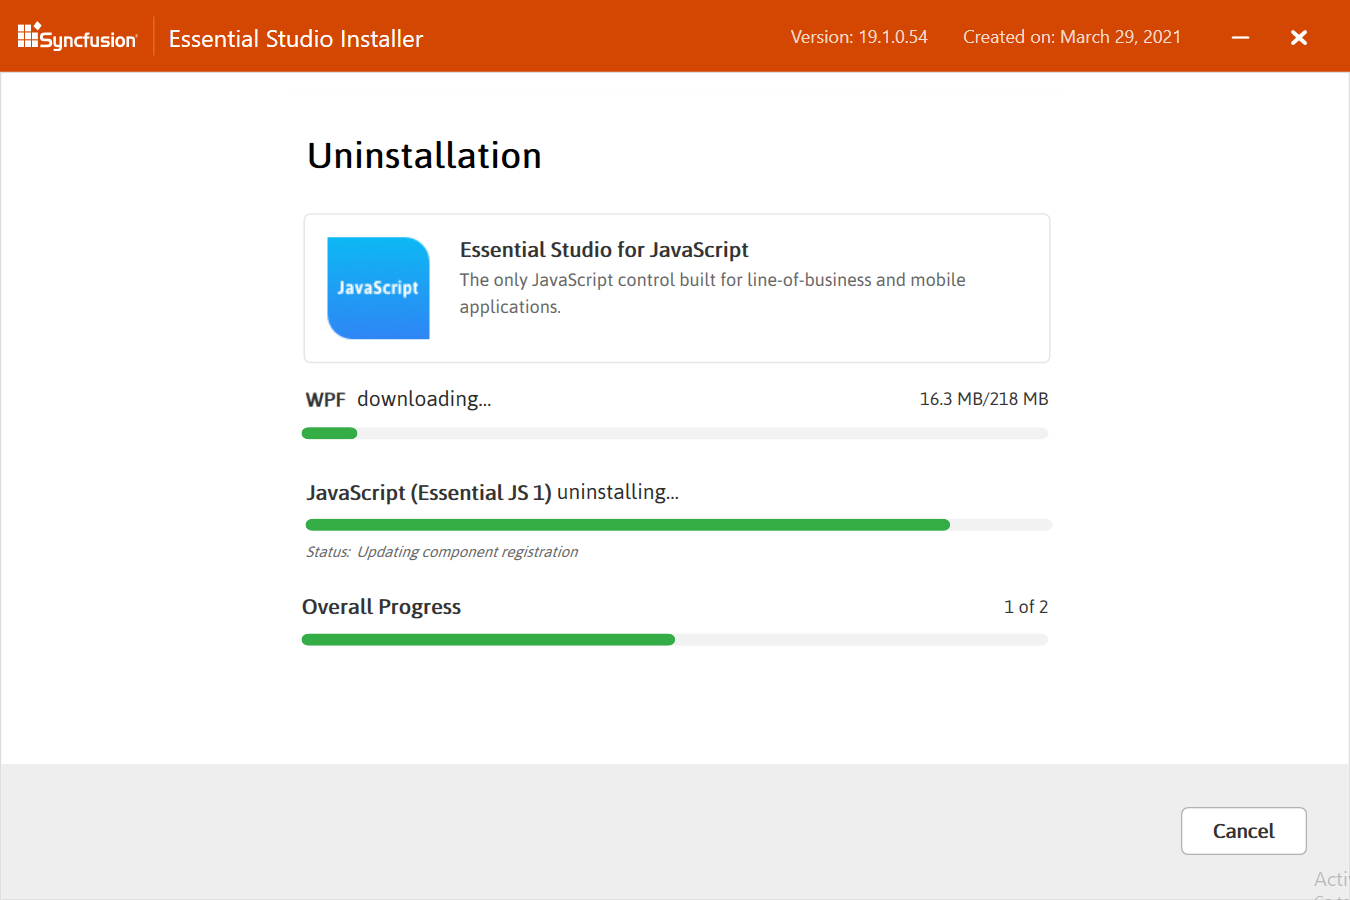 Syncfusion
Essential Studio Installer
Version: 19.1.0.54
Created on: March 29, 2021
Uninstallation
JavaScript
Essential Studio for JavaScript
The only JavaScript control built for line-of-business and mobile
applications.
WPF downloading...
16.3 MB/218 MB
JavaScript (Essential JS 1) uninstalling...
Status: Updating component registration
Overall Progress
1 of 2
Cancel